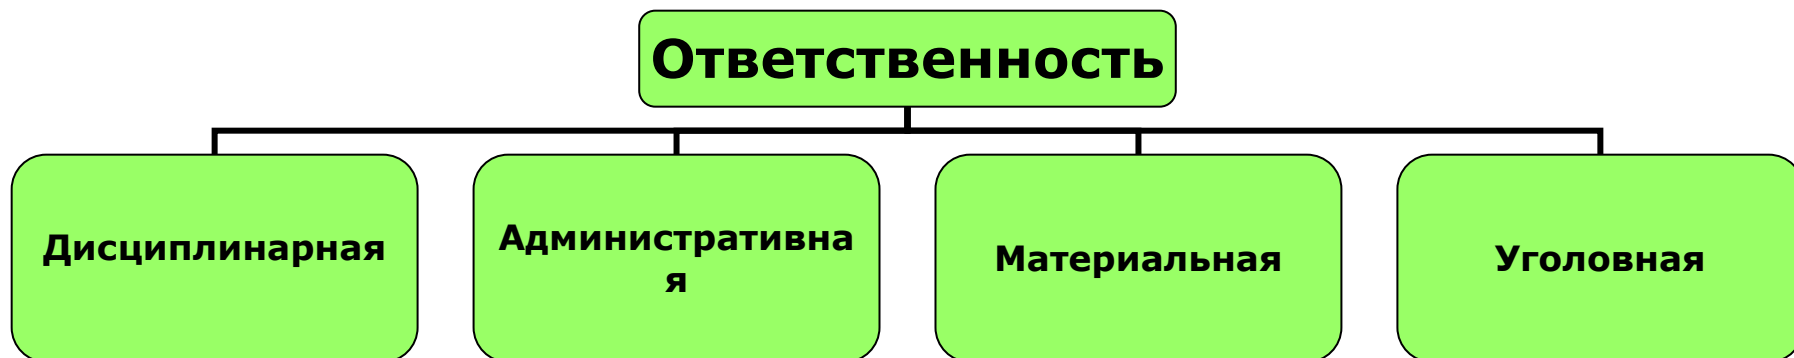 Ответственность
Дисциплинарная
Административна
я
Материальная
Уголовная